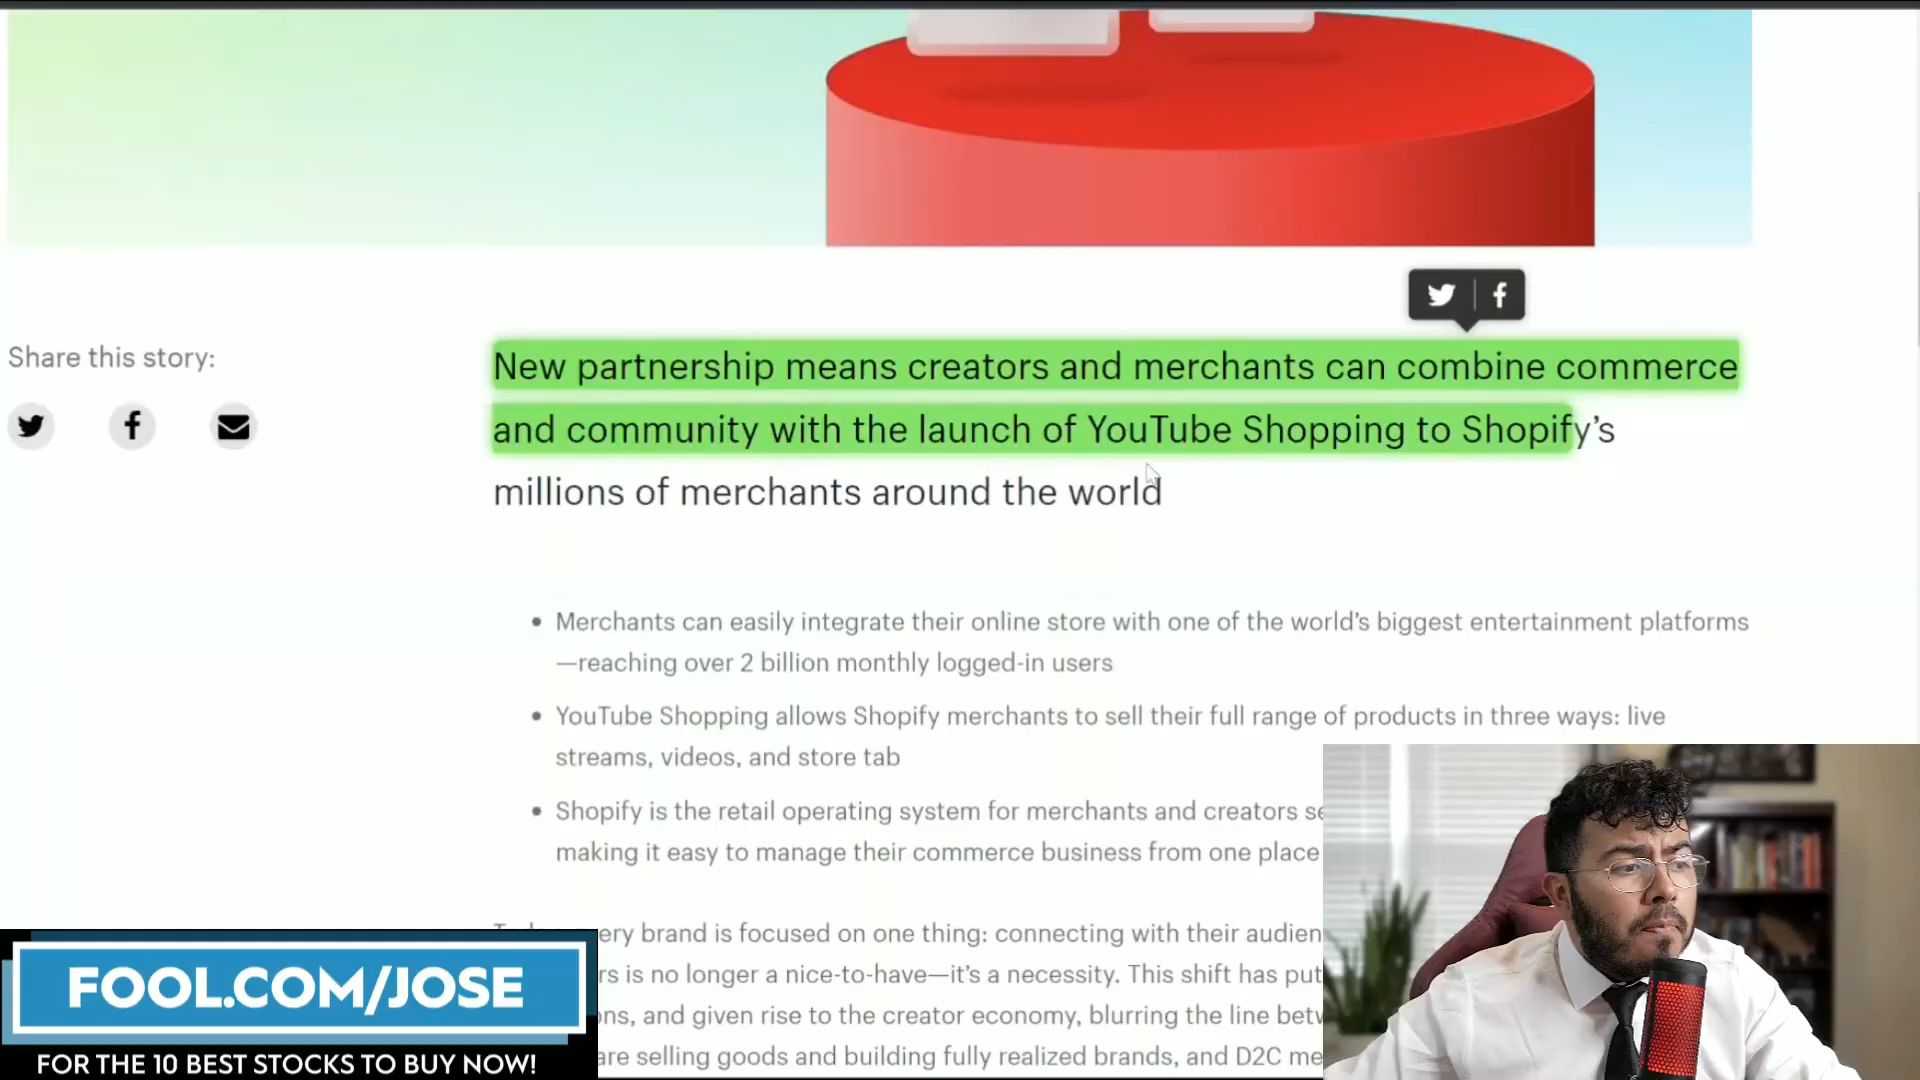 Share this story:
New partnership means creators and merchants can combine commerce
and community with the launch of YouTube Shopping to Shopify's
millions of merchants around the world
• Merchants can easily integrate their online store with one of the world's biggest entertainment platforms
—reaching over 2 billion monthly logged-in users
• YouTube Shopping allows Shopify merchants to sell their full range of products in three ways: live
streams, videos, and store tab
• Shopify is the retail operating system for merchants and creators
making it easy to manage their commerce business from one place
brand is focused on one thing: connecting with their
is no longer a nice-to-have—it's a necessity. This shift has put
and given rise to the creator economy, blurring the line
are selling goods and building fully realized brands, and D2C
FOOL.COM/JOSE
FOR THE 10 BEST STOCKS TO BUY NOW!